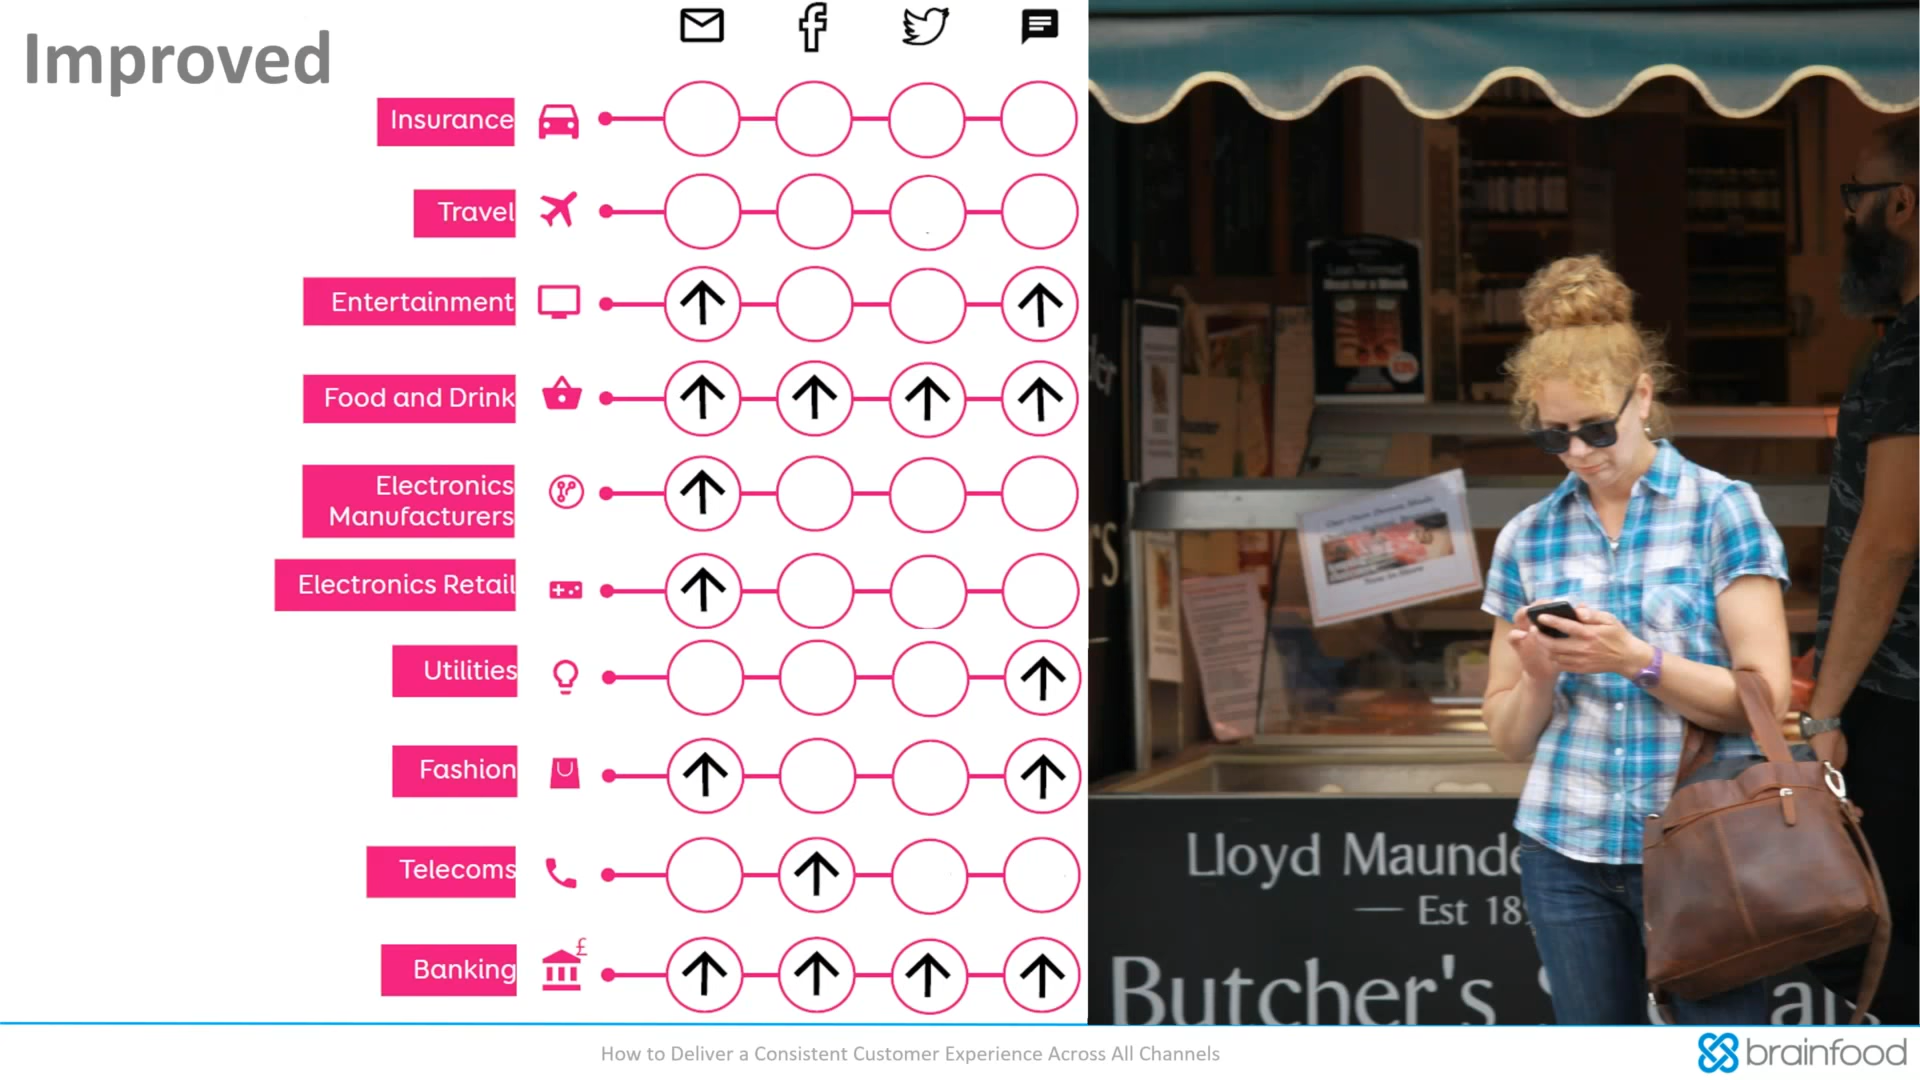 Improved
Insurance
Travel
Entertainment
Food and Drink
Electronics
Manufacturers
Electronics Retail
Utilities
Fashion
Telecoms
£
Banking
Lloyd Maunde
Est 189
Butcher's
How to Deliver a Consistent Customer Experience Across All Channels
brainfood